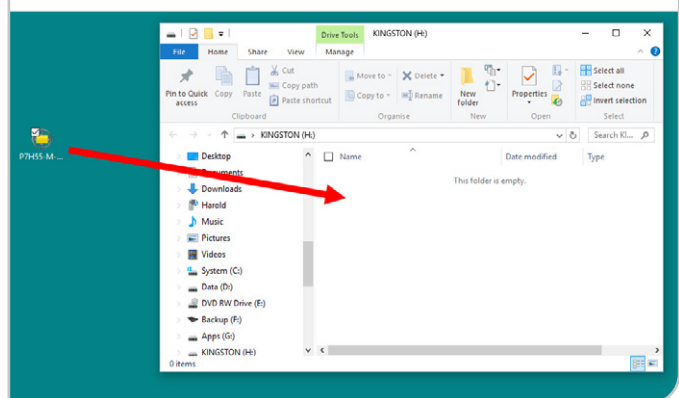 Drive Tools KINGSTON (H:)
File Home Share View Manage
Pin to Quick access
Copy
Paste
Cut
Copy path
Paste shortcut
Clipboard
Move to
Copy to
Delete
Rename
Organise
New folder
New
Properties
Open
Select all
Select none
Invert selection
Select
KINGSTON (H:)
Search KI...
P7H55-M-...
Name Date modified Type
This folder is empty.
Desktop
Documents
Downloads
Harold
Music
Pictures
Videos
System (C:)
Data (D:)
DVD RW Drive (E:)
Backup (F:)
Apps (G:)
KINGSTON (H:)
0 items